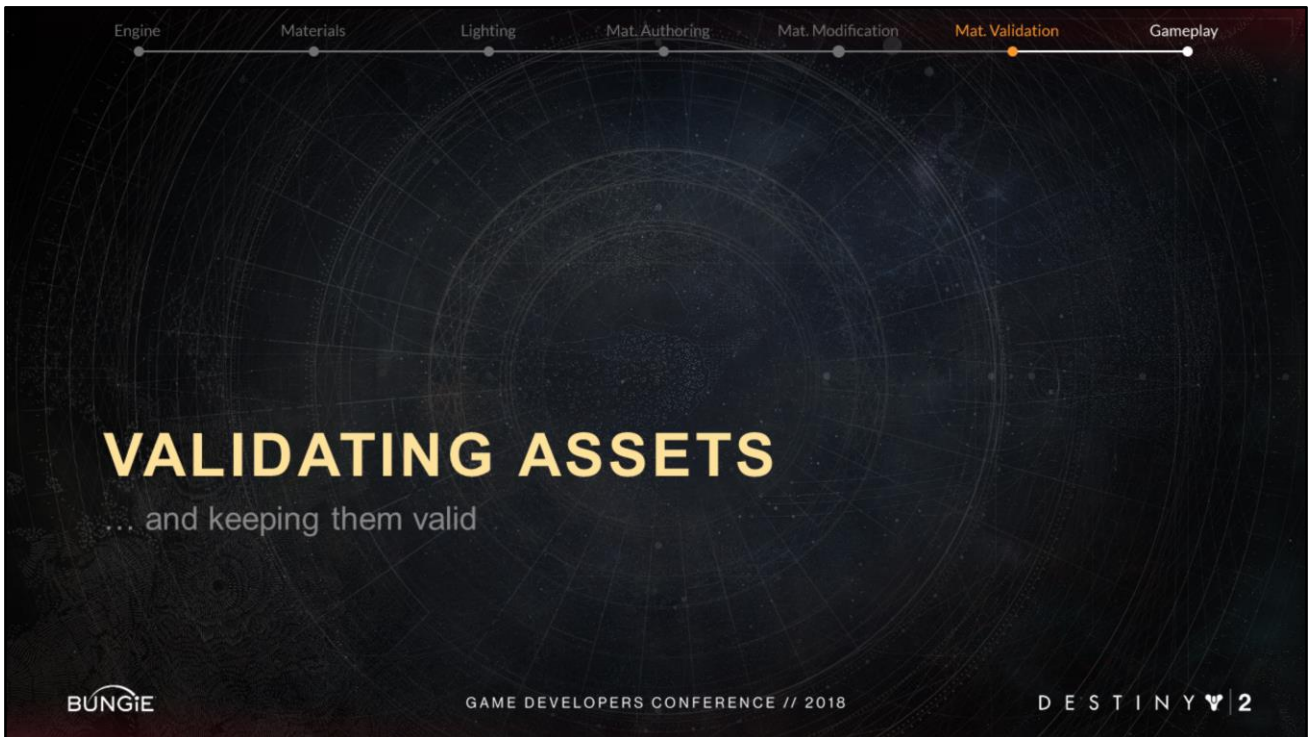 Engine Materials Lighting Mat. Authoring Mat. Modification Mat. Validation Gameplay
VALIDATING ASSETS
... and keeping them valid
BUNGiE GAME DEVELOPERS CONFERENCE // 2018 DESTINY 2